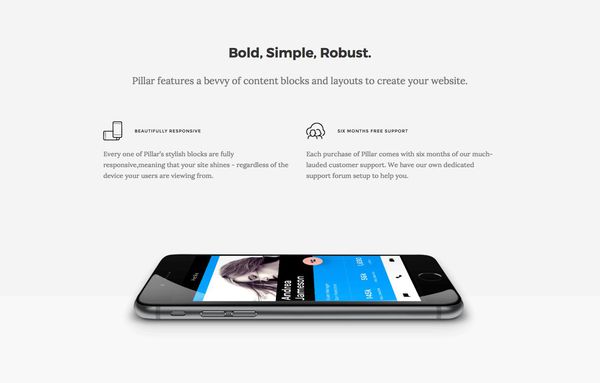 Bold, Simple, Robust.
Pillar features a bevvy of content blocks and layouts to create your website.
BEAUTIFULLY RESPONSIVE
Every one of Pillar's stylish blocks are fully
responsive,meaning that your site shines - regardless of the
device your users are viewing from.
SIX MONTHS FREE SUPPORT
Each purchase of Pillar comes with six months of our much-
lauded customer support. We have our own dedicated
support forum setup to help you.
Andrea
Jameson